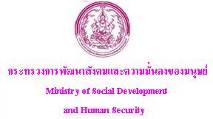 กระทรวงการพัฒนาสังคมและความมั่นคงของมนุษย์
Ministry of Social Development
and Human Security